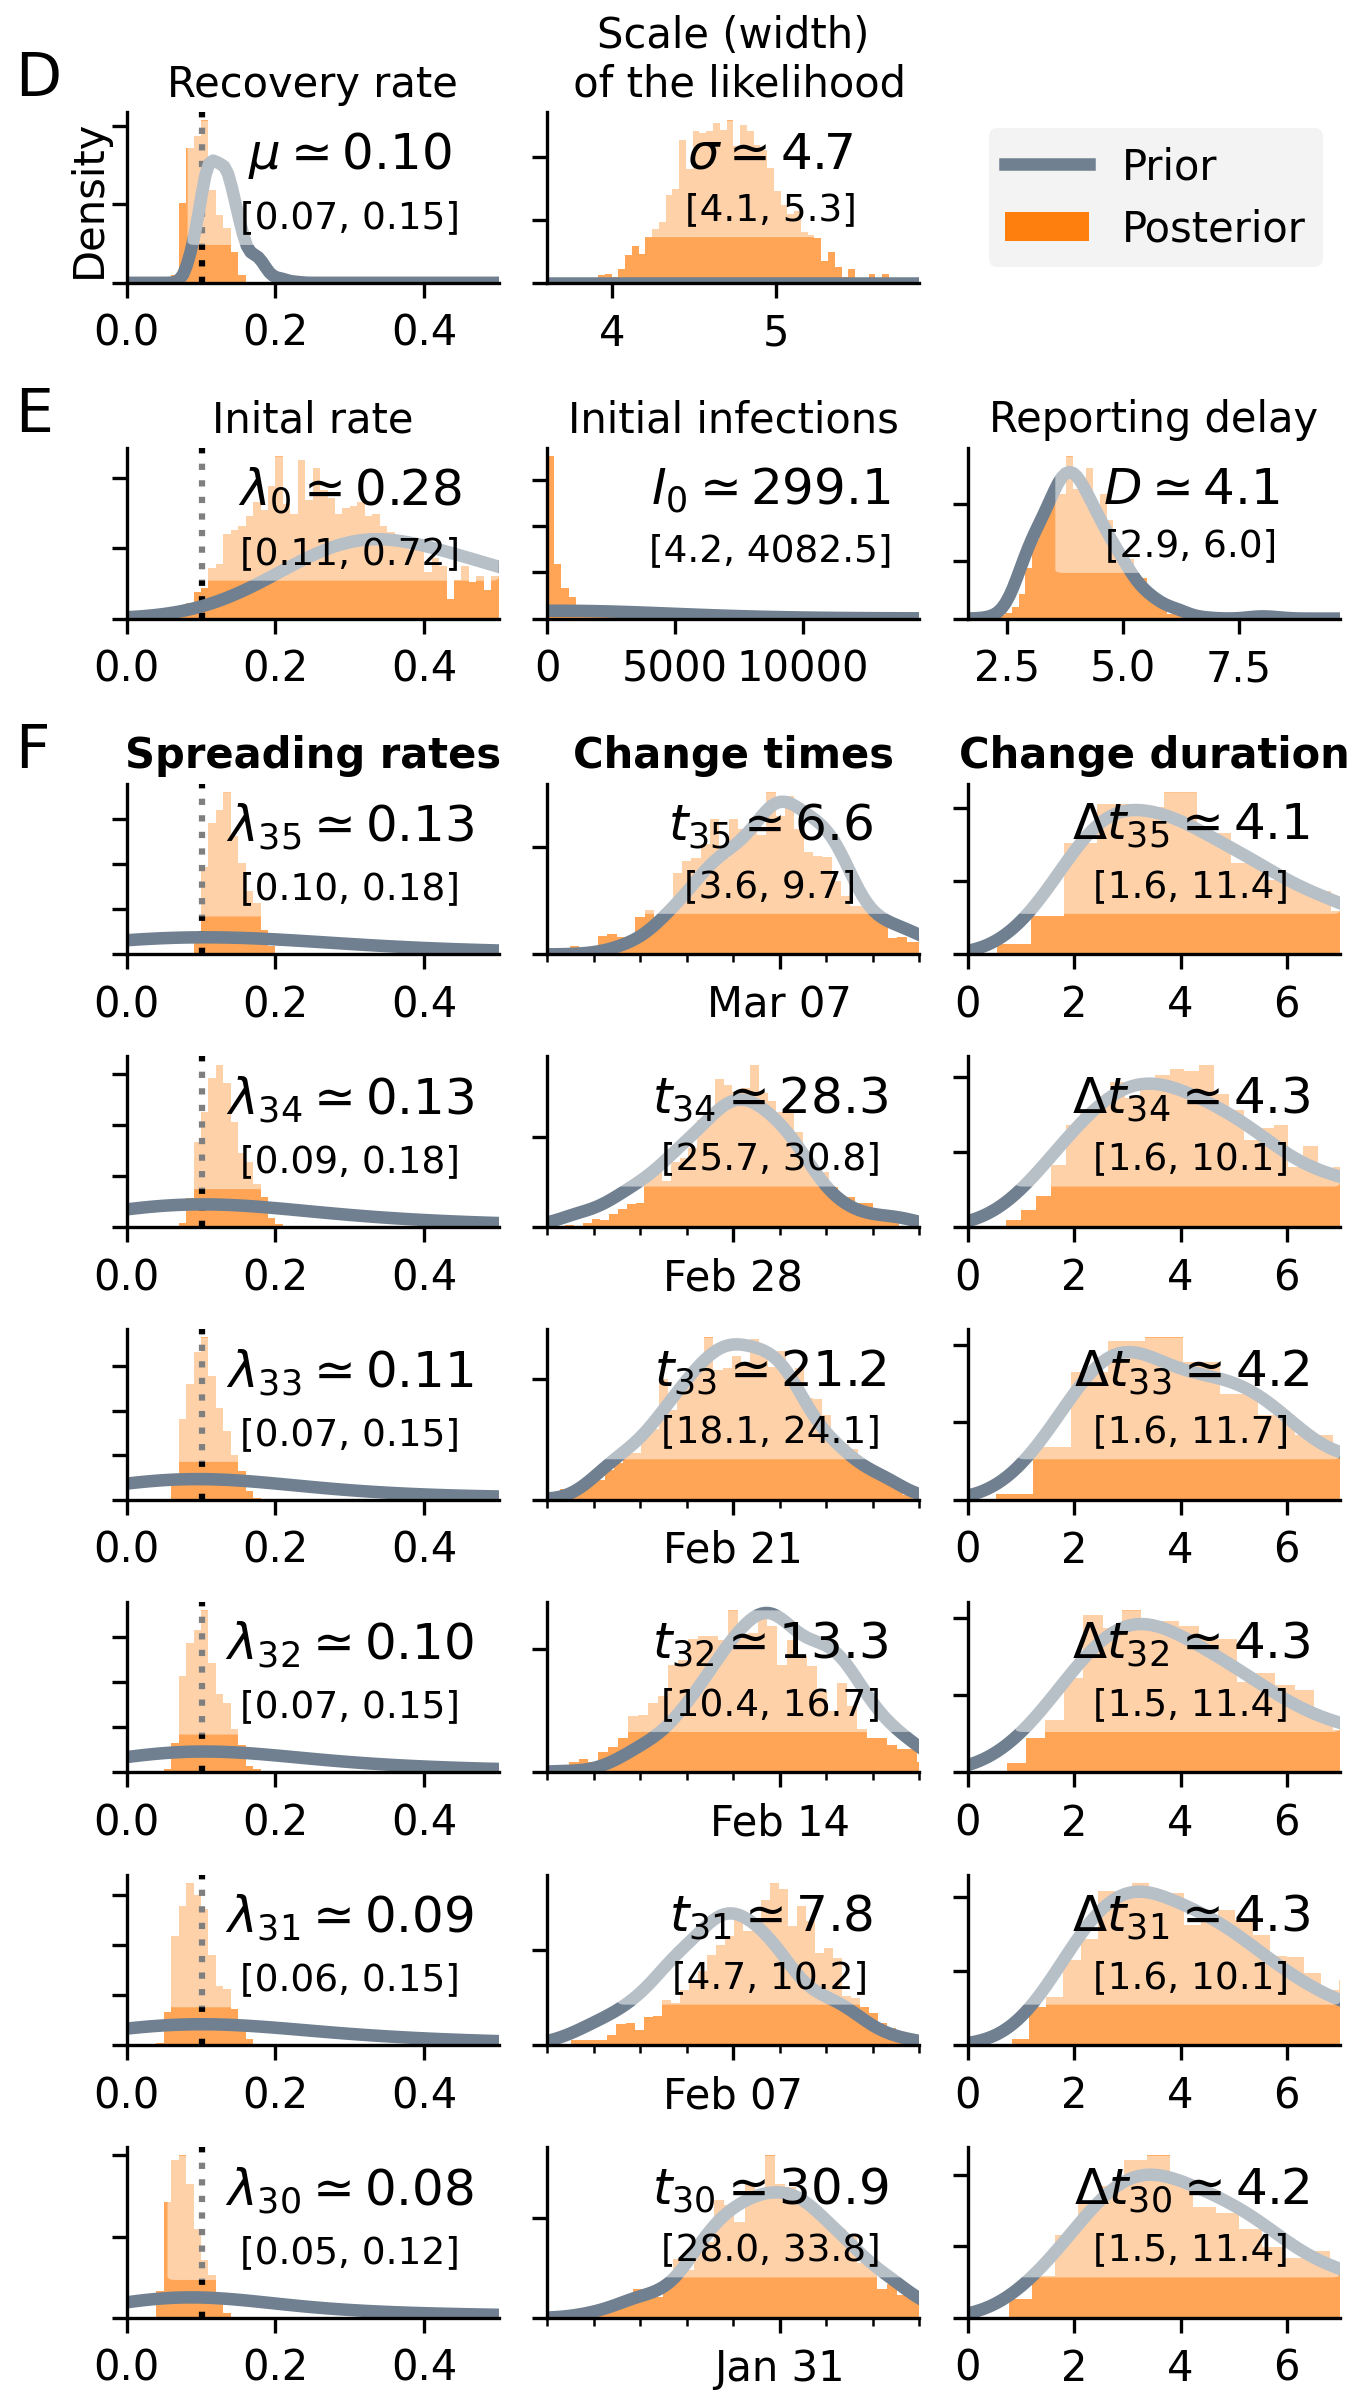 D
Recovery rate
Scale (width)
of the likelihood
Density
μ ≃ 0.10
[0.07, 0.15]
0.0 0.2 0.4
σ ≃ 4.7
[4.1, 5.3]
4 5
Prior
Posterior
E
Inital rate
λ0 ≃ 0.28
[0.11, 0.72]
0.0 0.2 0.4
Initial infections
I0 ≃ 299.1
[4.2, 4082.5]
0 5000 10000
Reporting delay
D ≃ 4.1
[2.9, 6.0]
2.5 5.0 7.5
F
Spreading rates
Change times
Change duration
λ35 ≃ 0.13
[0.10, 0.18]
0.0 0.2 0.4
t35 ≃ 6.6
[3.6, 9.7]
Mar 07
Δt35 ≃ 4.1
[1.6, 11.4]
0 2 4 6
λ34 ≃ 0.13
[0.09, 0.18]
0.0 0.2 0.4
t34 ≃ 28.3
[25.7, 30.8]
Feb 28
Δt34 ≃ 4.3
[1.6, 10.1]
0 2 4 6
λ33 ≃ 0.11
[0.07, 0.15]
0.0 0.2 0.4
t33 ≃ 21.2
[18.1, 24.1]
Feb 21
Δt33 ≃ 4.2
[1.6, 11.7]
0 2 4 6
λ32 ≃ 0.10
[0.07, 0.15]
0.0 0.2 0.4
t32 ≃ 13.3
[10.4, 16.7]
Feb 14
Δt32 ≃ 4.3
[1.5, 11.4]
0 2 4 6
λ31 ≃ 0.09
[0.06, 0.15]
0.0 0.2 0.4
t31 ≃ 7.8
[4.7, 10.2]
Feb 07
Δt31 ≃ 4.3
[1.6, 10.1]
0 2 4 6
λ30 ≃ 0.08
[0.05, 0.12]
0.0 0.2 0.4
t30 ≃ 30.9
[28.0, 33.8]
Jan 31
Δt30 ≃ 4.2
[1.5, 11.4]
0 2 4 6